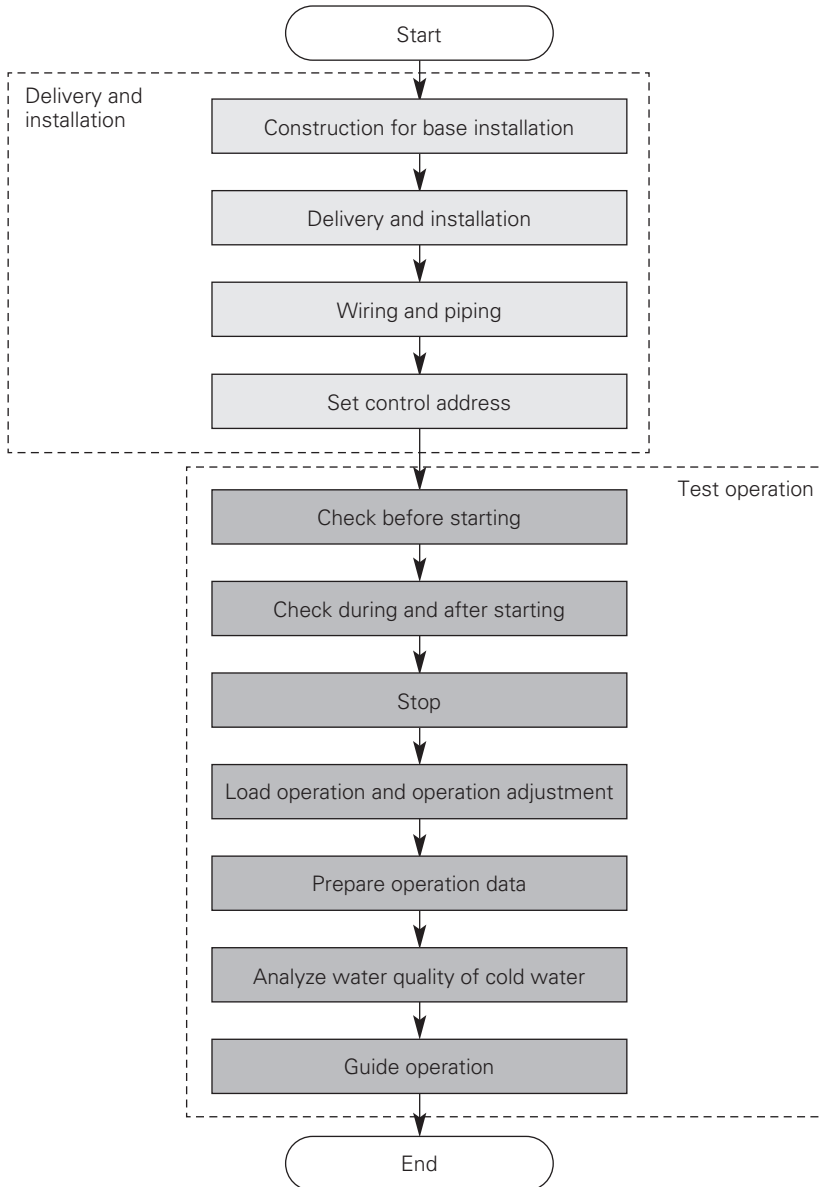 Start
Delivery and
installation
Construction for base installation
Delivery and installation
Wiring and piping
Set control address
Test operation
Check before starting
Check during and after starting
Stop
Load operation and operation adjustment
Prepare operation data
Analyze water quality of cold water
Guide operation
End